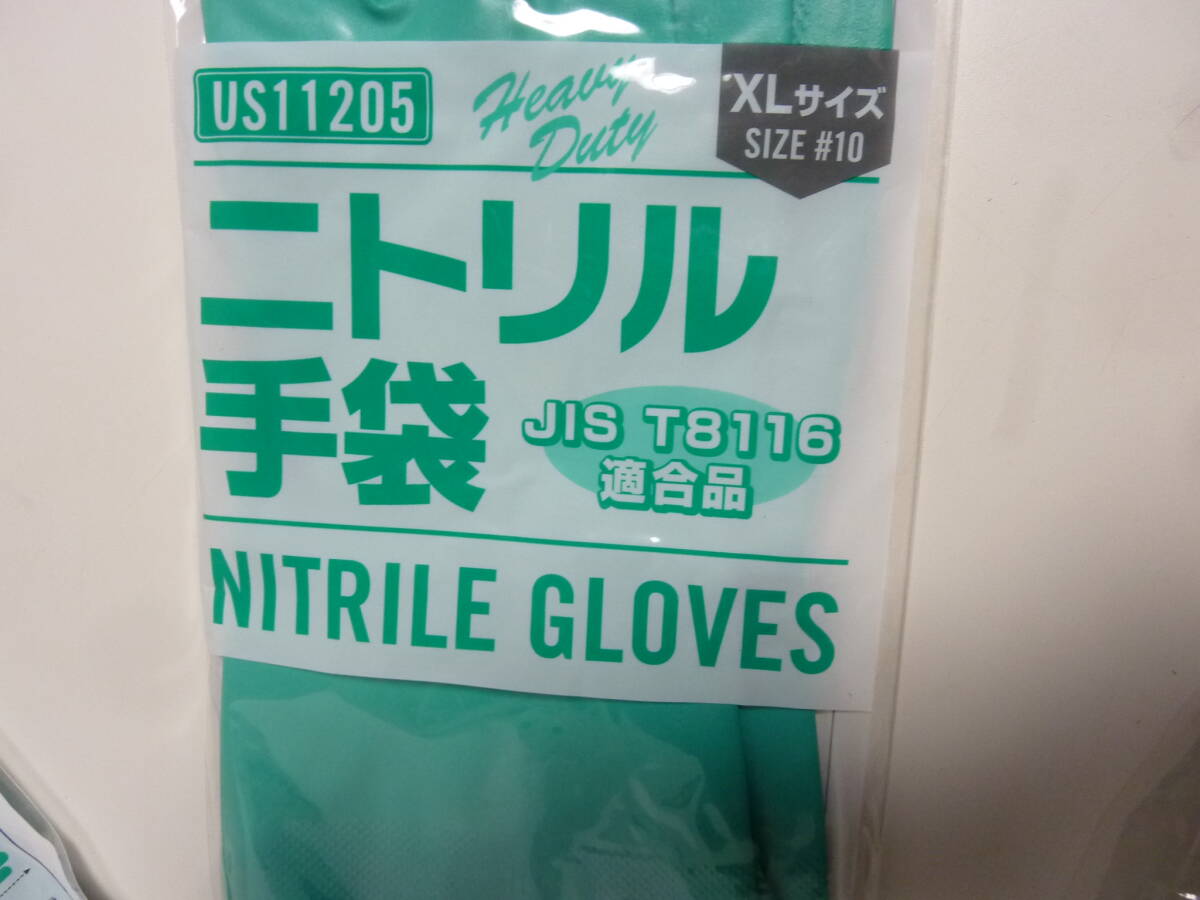 US11205
Heavy
Duty
XLサイズ
SIZE #10
ニトリル
手袋
JIS T8116
適合品
NITRILE GLOVES